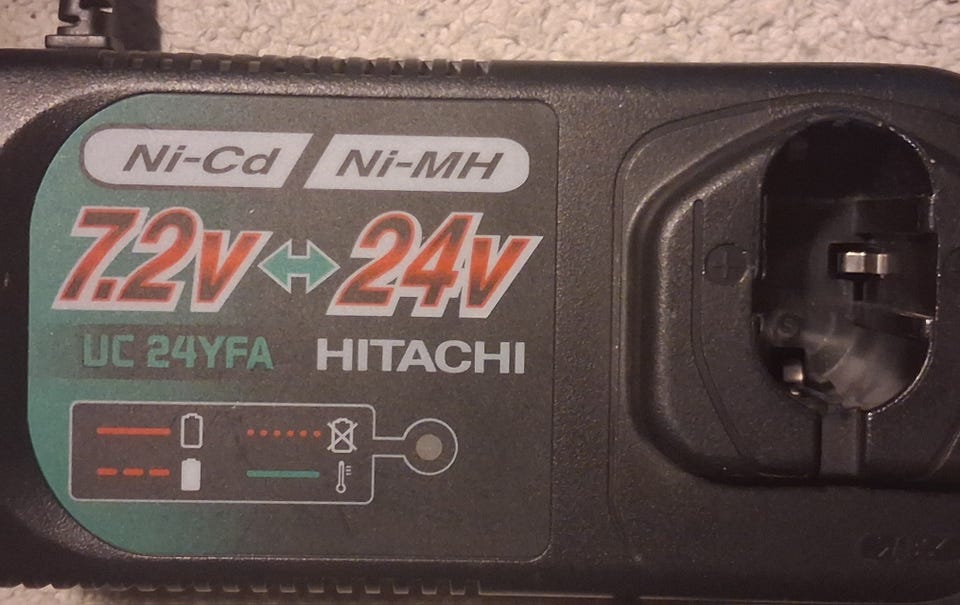 Ni-Cd Ni-MH
7.2V ↔ 24V
UC 24YFA HITACHI